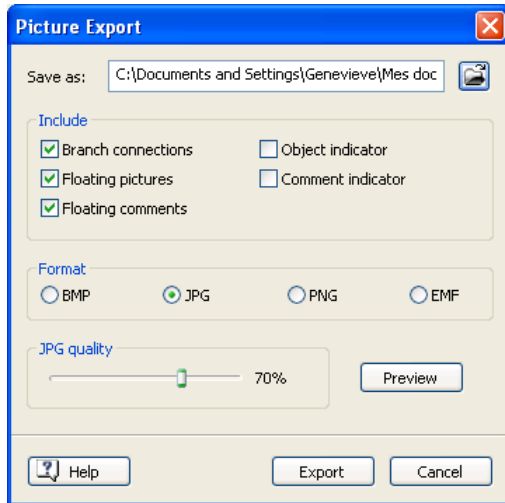 Picture Export
Save as: C:\Documents and Settings\Genevieve\Mes doc
Include
Branch connections Object indicator
Floating pictures Comment indicator
Floating comments
Format
BMP JPG PNG EMF
JPG quality
70% Preview
Help Export Cancel